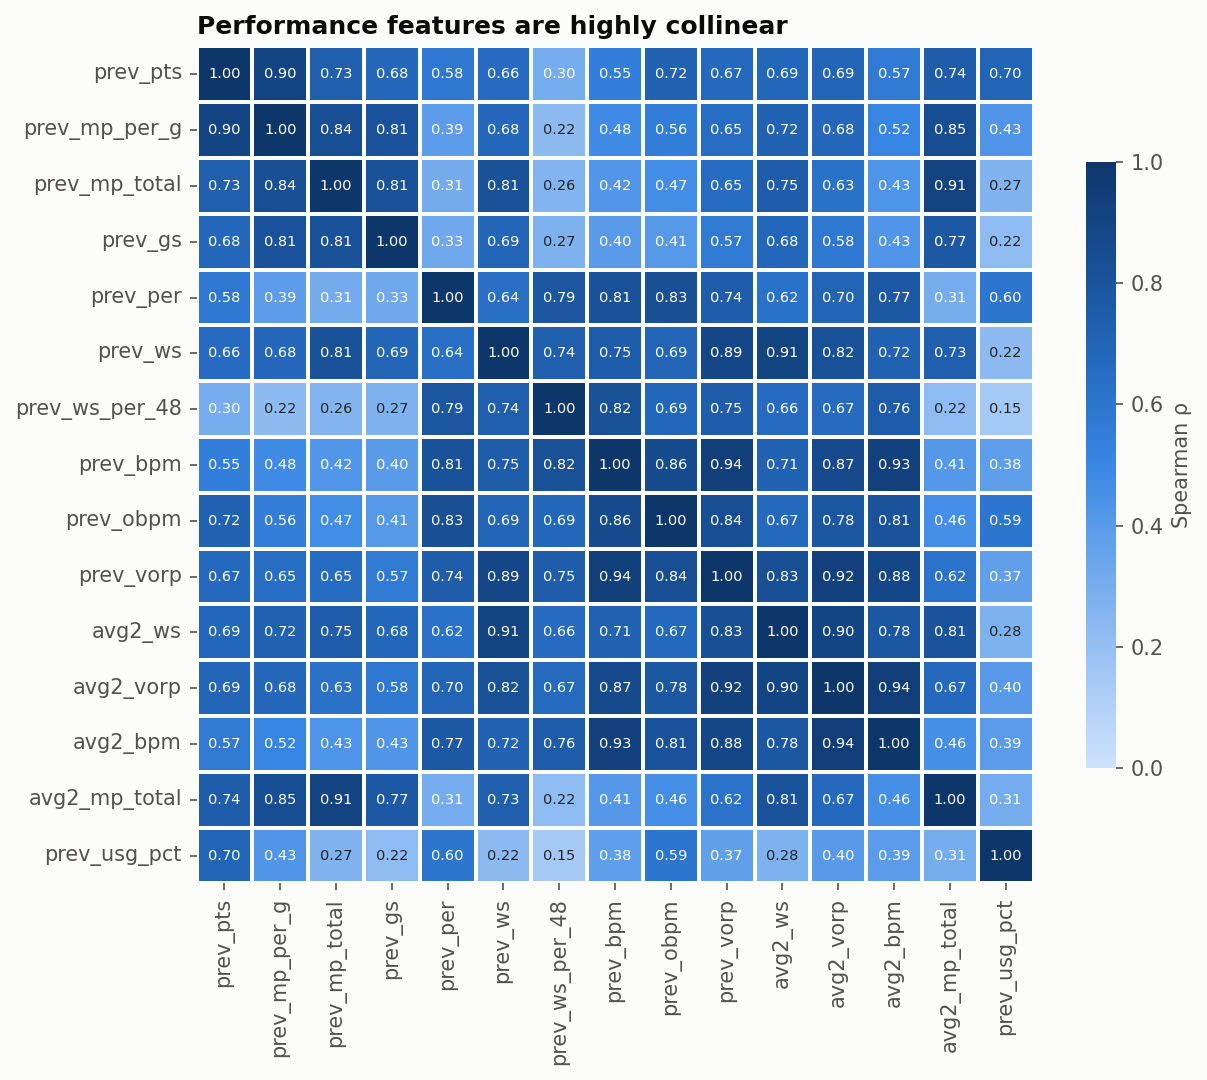 Performance features are highly collinear
prev_pts 1.00 0.90 0.73 0.68 0.58 0.66 0.30 0.55 0.72 0.67 0.69 0.69 0.57 0.74 0.70
prev_mp_per_g 0.90 1.00 0.84 0.81 0.39 0.68 0.22 0.48 0.56 0.65 0.72 0.68 0.52 0.85 0.43
prev_mp_total 0.73 0.84 1.00 0.81 0.31 0.81 0.26 0.42 0.47 0.65 0.75 0.63 0.43 0.91 0.27
prev_gs 0.68 0.81 0.81 1.00 0.33 0.69 0.27 0.40 0.41 0.57 0.68 0.58 0.43 0.77 0.22
prev_per 0.58 0.39 0.31 0.33 1.00 0.64 0.79 0.81 0.83 0.74 0.62 0.70 0.77 0.31 0.60
prev_ws 0.66 0.68 0.81 0.69 0.64 1.00 0.74 0.75 0.69 0.89 0.91 0.82 0.72 0.73 0.22
prev_ws_per_48 0.30 0.22 0.26 0.27 0.79 0.74 1.00 0.82 0.69 0.75 0.66 0.67 0.76 0.22 0.15
prev_bpm 0.55 0.48 0.42 0.40 0.81 0.75 0.82 1.00 0.86 0.94 0.71 0.87 0.93 0.41 0.38
prev_obpm 0.72 0.56 0.47 0.41 0.83 0.69 0.69 0.86 1.00 0.84 0.67 0.78 0.81 0.46 0.59
prev_vorp 0.67 0.65 0.65 0.57 0.74 0.89 0.75 0.94 0.84 1.00 0.83 0.92 0.88 0.62 0.37
avg2_ws 0.69 0.72 0.75 0.68 0.62 0.91 0.66 0.71 0.67 0.83 1.00 0.90 0.78 0.81 0.28
avg2_vorp 0.69 0.68 0.63 0.58 0.70 0.82 0.67 0.87 0.78 0.92 0.90 1.00 0.94 0.67 0.40
avg2_bpm 0.57 0.52 0.43 0.43 0.77 0.72 0.76 0.93 0.81 0.88 0.78 0.94 1.00 0.46 0.39
avg2_mp_total 0.74 0.85 0.91 0.77 0.31 0.73 0.22 0.41 0.46 0.62 0.81 0.67 0.46 1.00 0.31
prev_usg_pct 0.70 0.43 0.27 0.22 0.60 0.22 0.15 0.38 0.59 0.37 0.28 0.40 0.39 0.31 1.00
prev_pts
prev_mp_per_g
prev_mp_total
prev_gs
prev_per
prev_ws
prev_ws_per_48
prev_bpm
prev_obpm
prev_vorp
avg2_ws
avg2_vorp
avg2_bpm
avg2_mp_total
prev_usg_pct
1.0
0.8
0.6
0.4
0.2
0.0
Spearman ρ